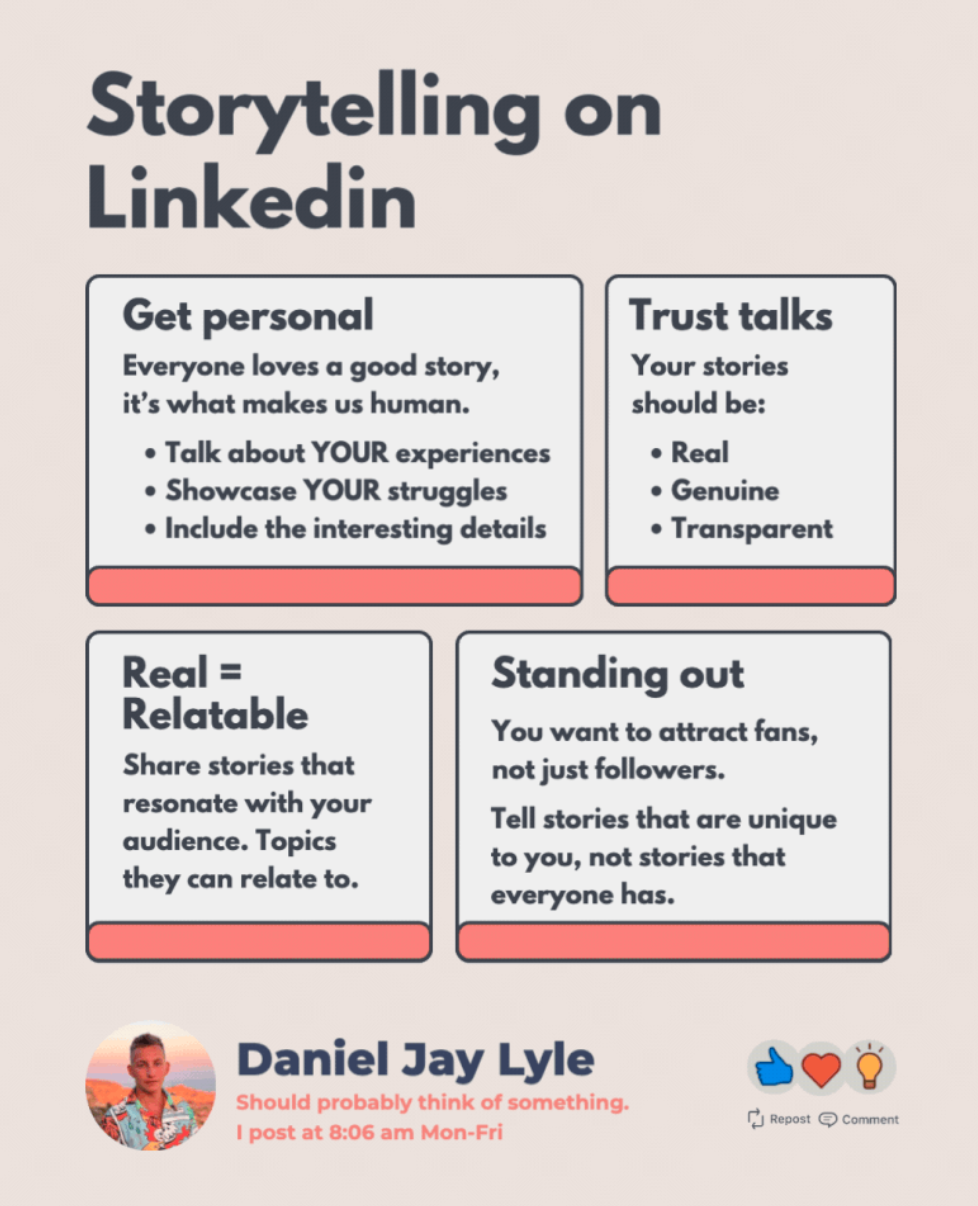 Storytelling on
Linkedin
Get personal
Everyone loves a good story,
it's what makes us human.
• Talk about YOUR experiences
• Showcase YOUR struggles
• Include the interesting details
Trust talks
Your stories
should be:
• Real
• Genuine
• Transparent
Real =
Relatable
Share stories that
resonate with your
audience. Topics
they can relate to.
Standing out
You want to attract fans,
not just followers.
Tell stories that are unique
to you, not stories that
everyone has.
Daniel Jay Lyle
Should probably think of something.
I post at 8:06 am Mon-Fri
Repost Comment